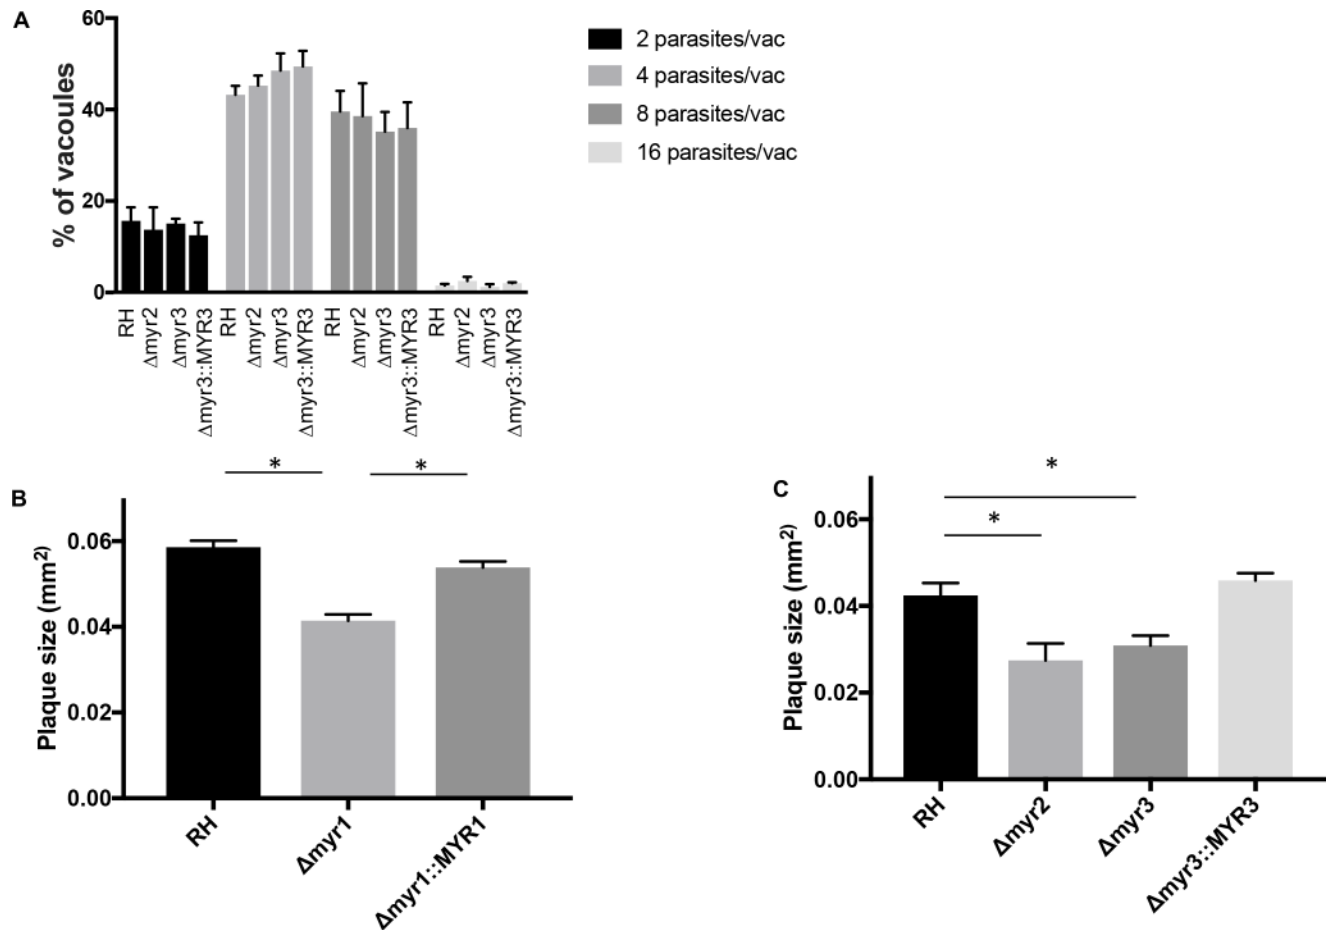 A
60
40
20
0
% of vacoules
RH
Δmyr2
Δmyr3
Δmyr3::MYR3
RH
Δmyr2
Δmyr3
Δmyr3::MYR3
RH
Δmyr2
Δmyr3
Δmyr3::MYR3
RH
Δmyr2
Δmyr3
Δmyr3::MYR3
2 parasites/vac
4 parasites/vac
8 parasites/vac
16 parasites/vac
B
* *
0.06
0.04
0.02
0.00
Plaque size (mm²)
RH
Δmyr1
Δmyr1::MYR1
C
*
*
0.06
0.04
0.02
0.00
Plaque size (mm²)
RH
Δmyr2
Δmyr3
Δmyr3::MYR3